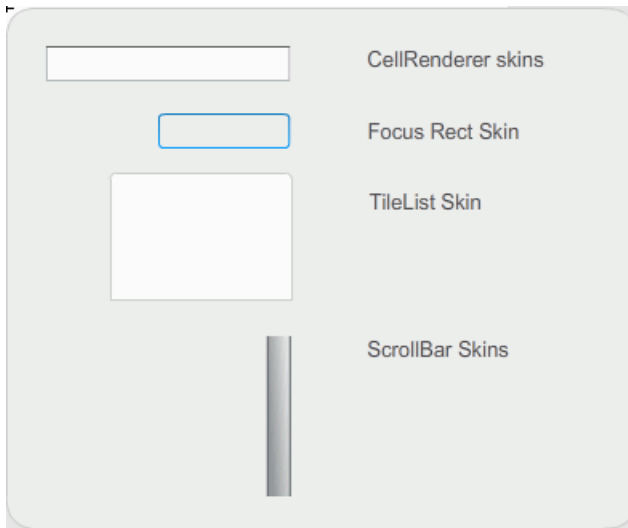 CellRenderer skins
Focus Rect Skin
TileList Skin
ScrollBar Skins